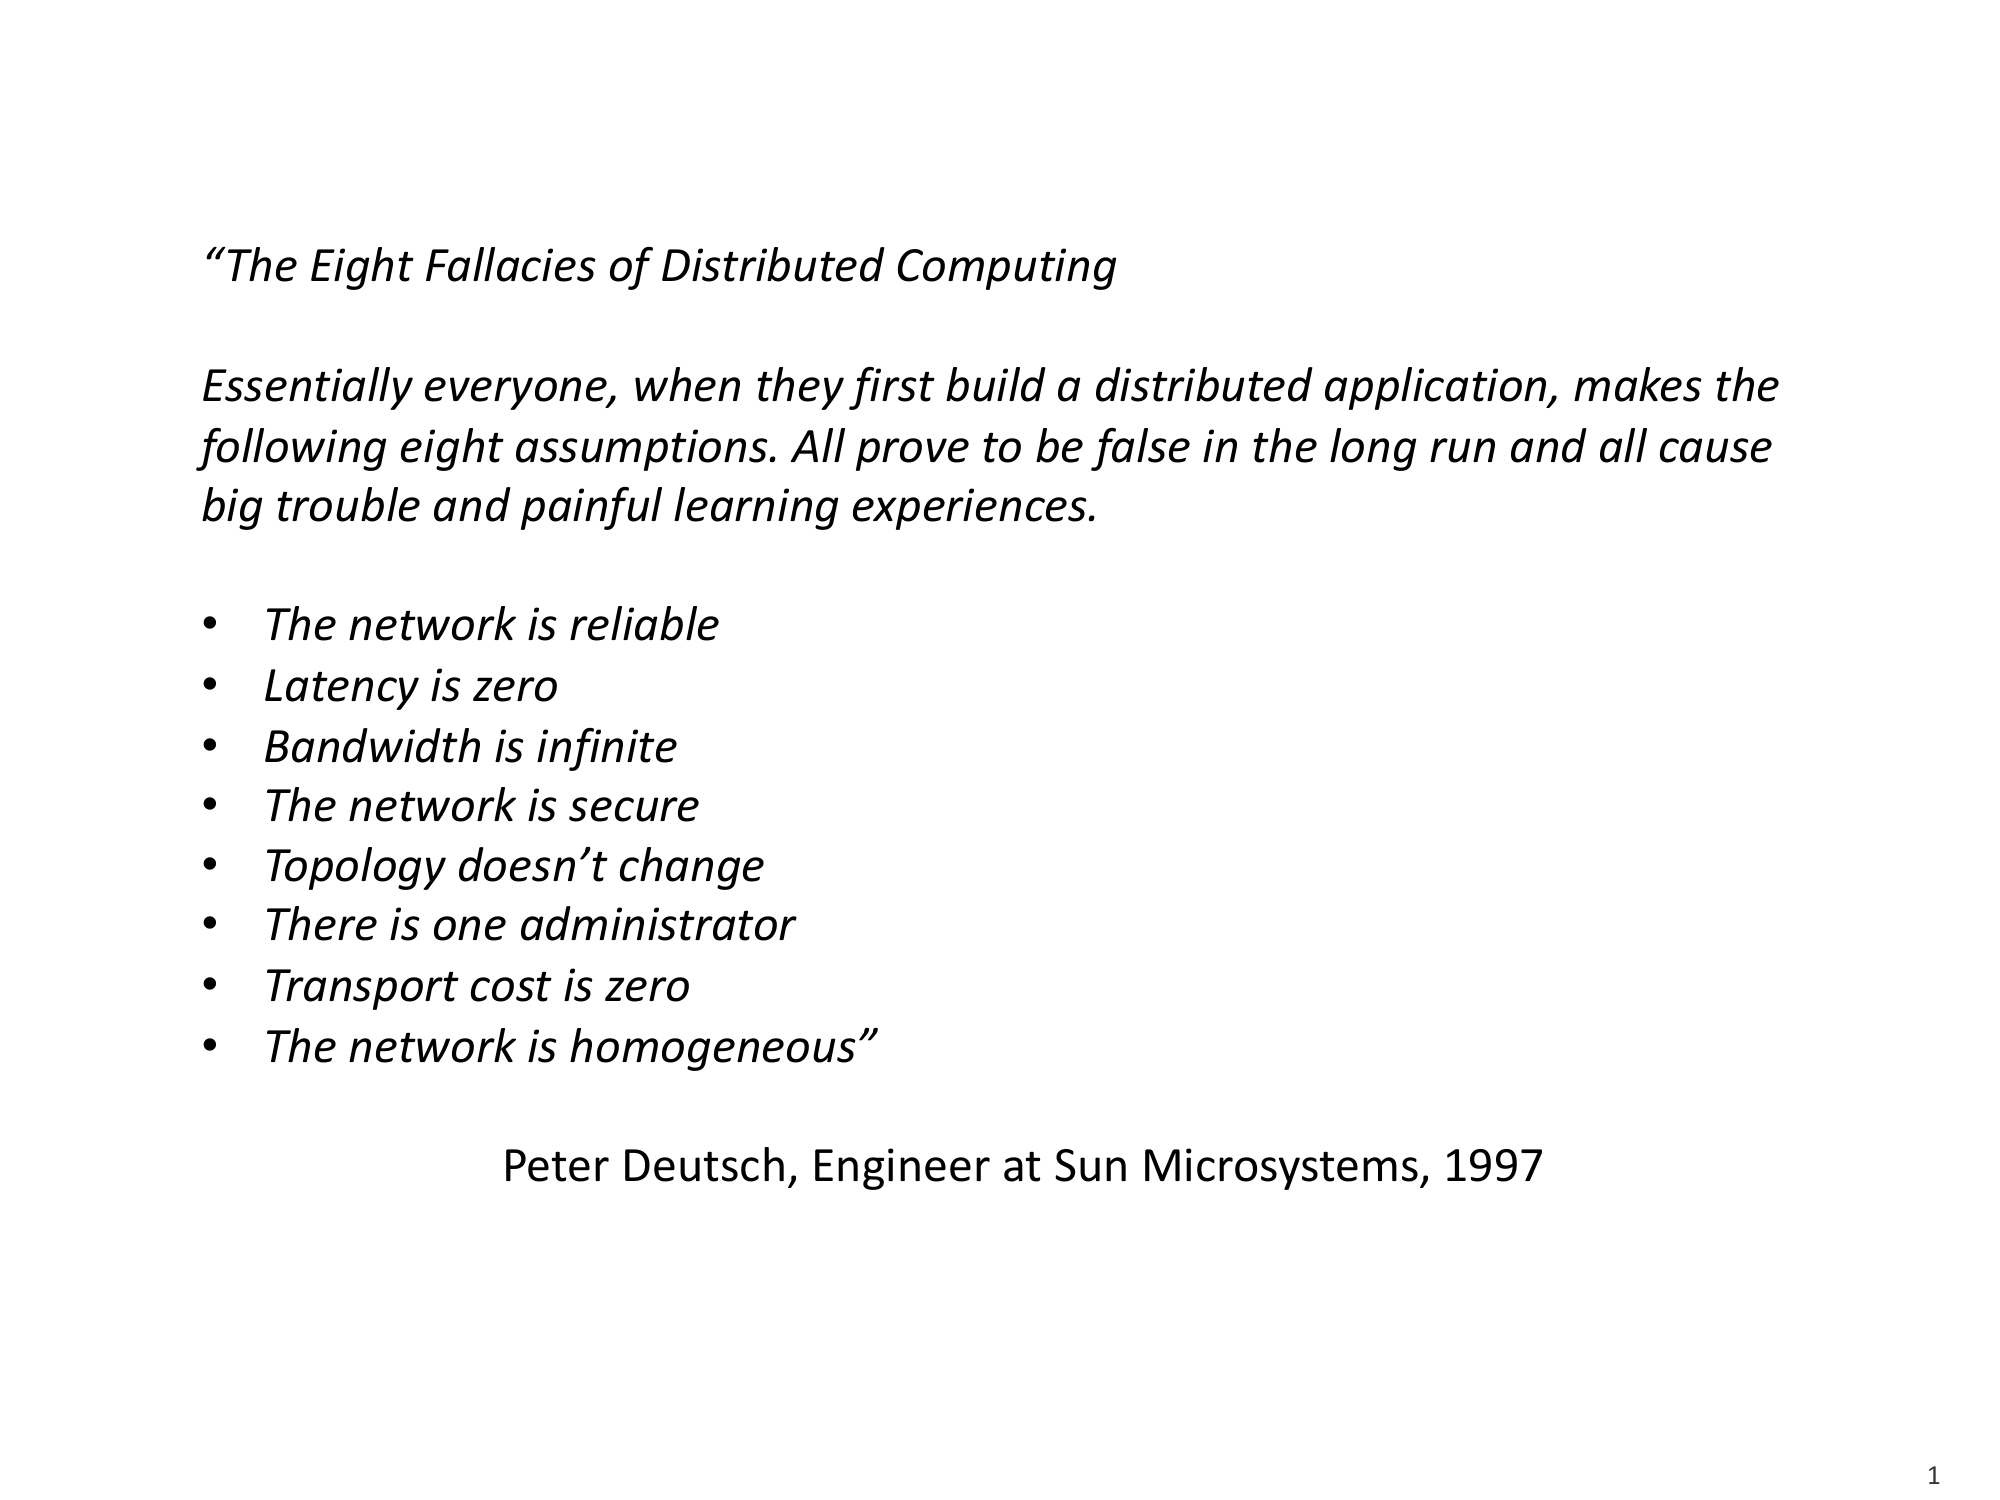 “The Eight Fallacies of Distributed Computing
Essentially everyone, when they first build a distributed application, makes the
following eight assumptions. All prove to be false in the long run and all cause
big trouble and painful learning experiences.
• The network is reliable
• Latency is zero
• Bandwidth is infinite
• The network is secure
• Topology doesn’t change
• There is one administrator
• Transport cost is zero
• The network is homogeneous”
Peter Deutsch, Engineer at Sun Microsystems, 1997
1